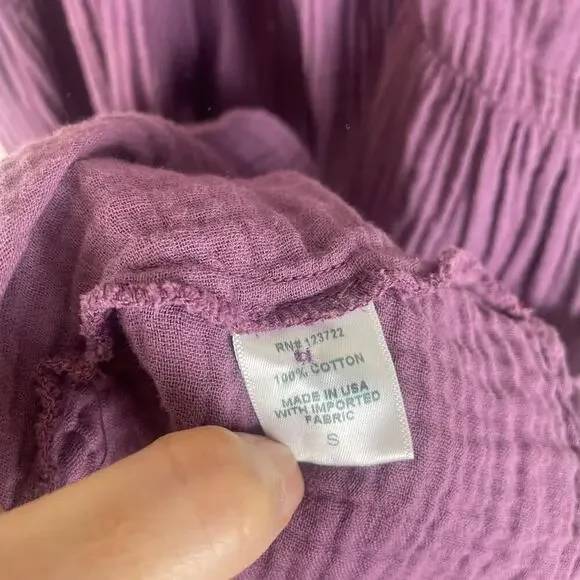 RN# 123722
100% COTTON
MADE IN USA
WITH IMPORTED
FABRIC
S